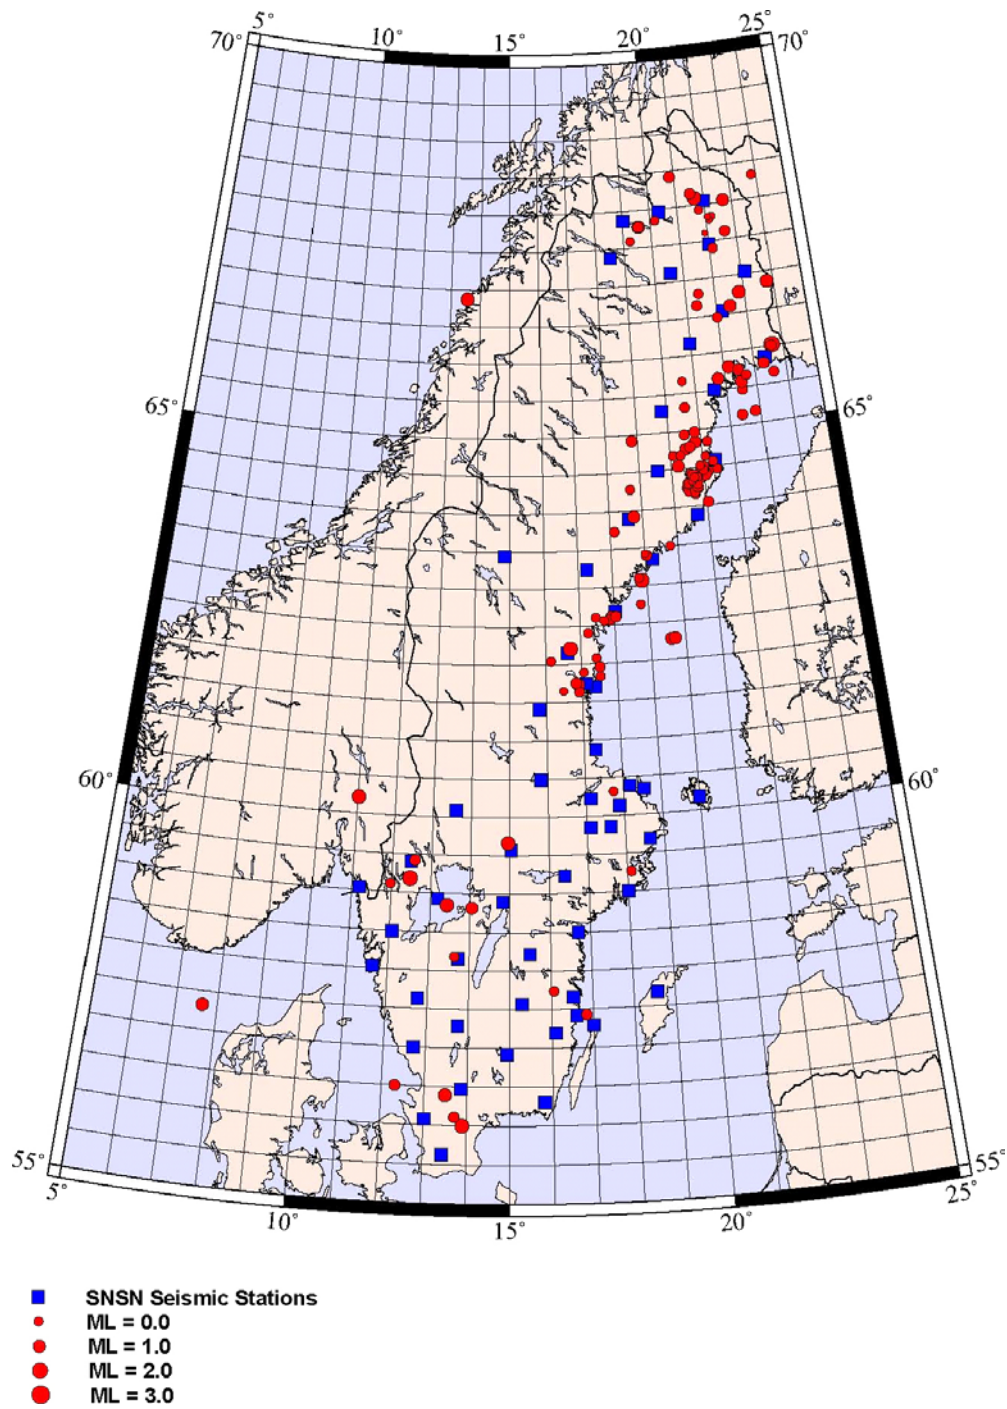 5° 10° 15° 20° 25°
70° 70°
65° 65°
60° 60°
55° 55°
5° 10° 15° 20° 25°
SNSN Seismic Stations
ML = 0.0
ML = 1.0
ML = 2.0
ML = 3.0